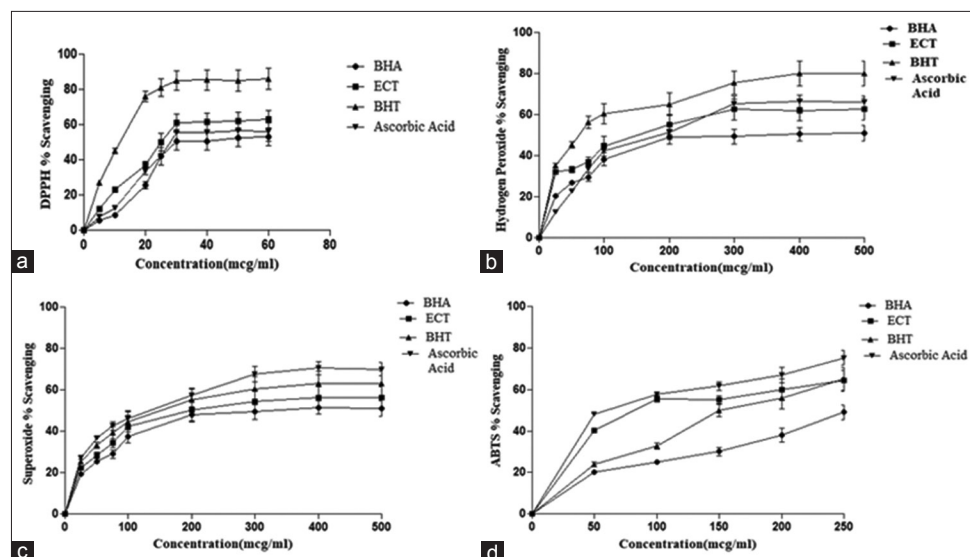 BHA
ECT
BHT
Ascorbic Acid
DPPH % Scavenging
100
80
60
40
20
0
0 20 40 60 80
Concentration(mcg/ml)
a
BHA
ECT
BHT
Ascorbic
Acid
Hydrogen Peroxide % Scavenging
100
80
60
40
20
0
0 100 200 300 400 500
Concentration(mcg/ml)
b
BHA
ECT
BHT
Ascorbic
Acid
Superoxide % Scavenging
100
80
60
40
20
0
0 100 200 300 400 500
Concentration(mcg/ml)
c
BHA
ECT
BHT
Ascorbic Acid
ABTS % Scavenging
100
80
60
40
20
0
0 50 100 150 200 250
Concentration(mcg/ml)
d